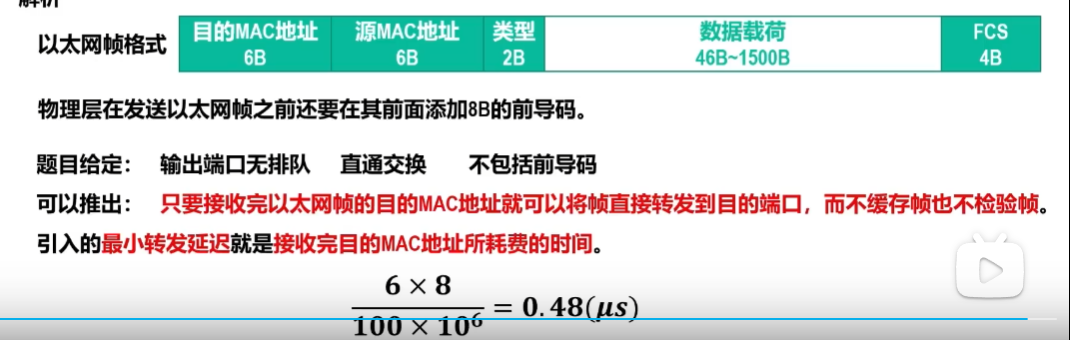 解析
以太网帧格式 目的MAC地址 源MAC地址 类型 数据载荷 FCS
6B 6B 2B 46B~1500B 4B
物理层在发送以太网帧之前还要在其前面添加8B的前导码。
题目给定： 输出端口无排队 直通交换 不包括前导码
可以推出： 只要接收完以太网帧的目的MAC地址就可以将帧直接转发到目的端口，而不缓存帧也不检验帧。
引入的最小转发延迟就是接收完目的MAC地址所耗费的时间。
6 × 8
100 × 10⁶ = 0.48(μs)